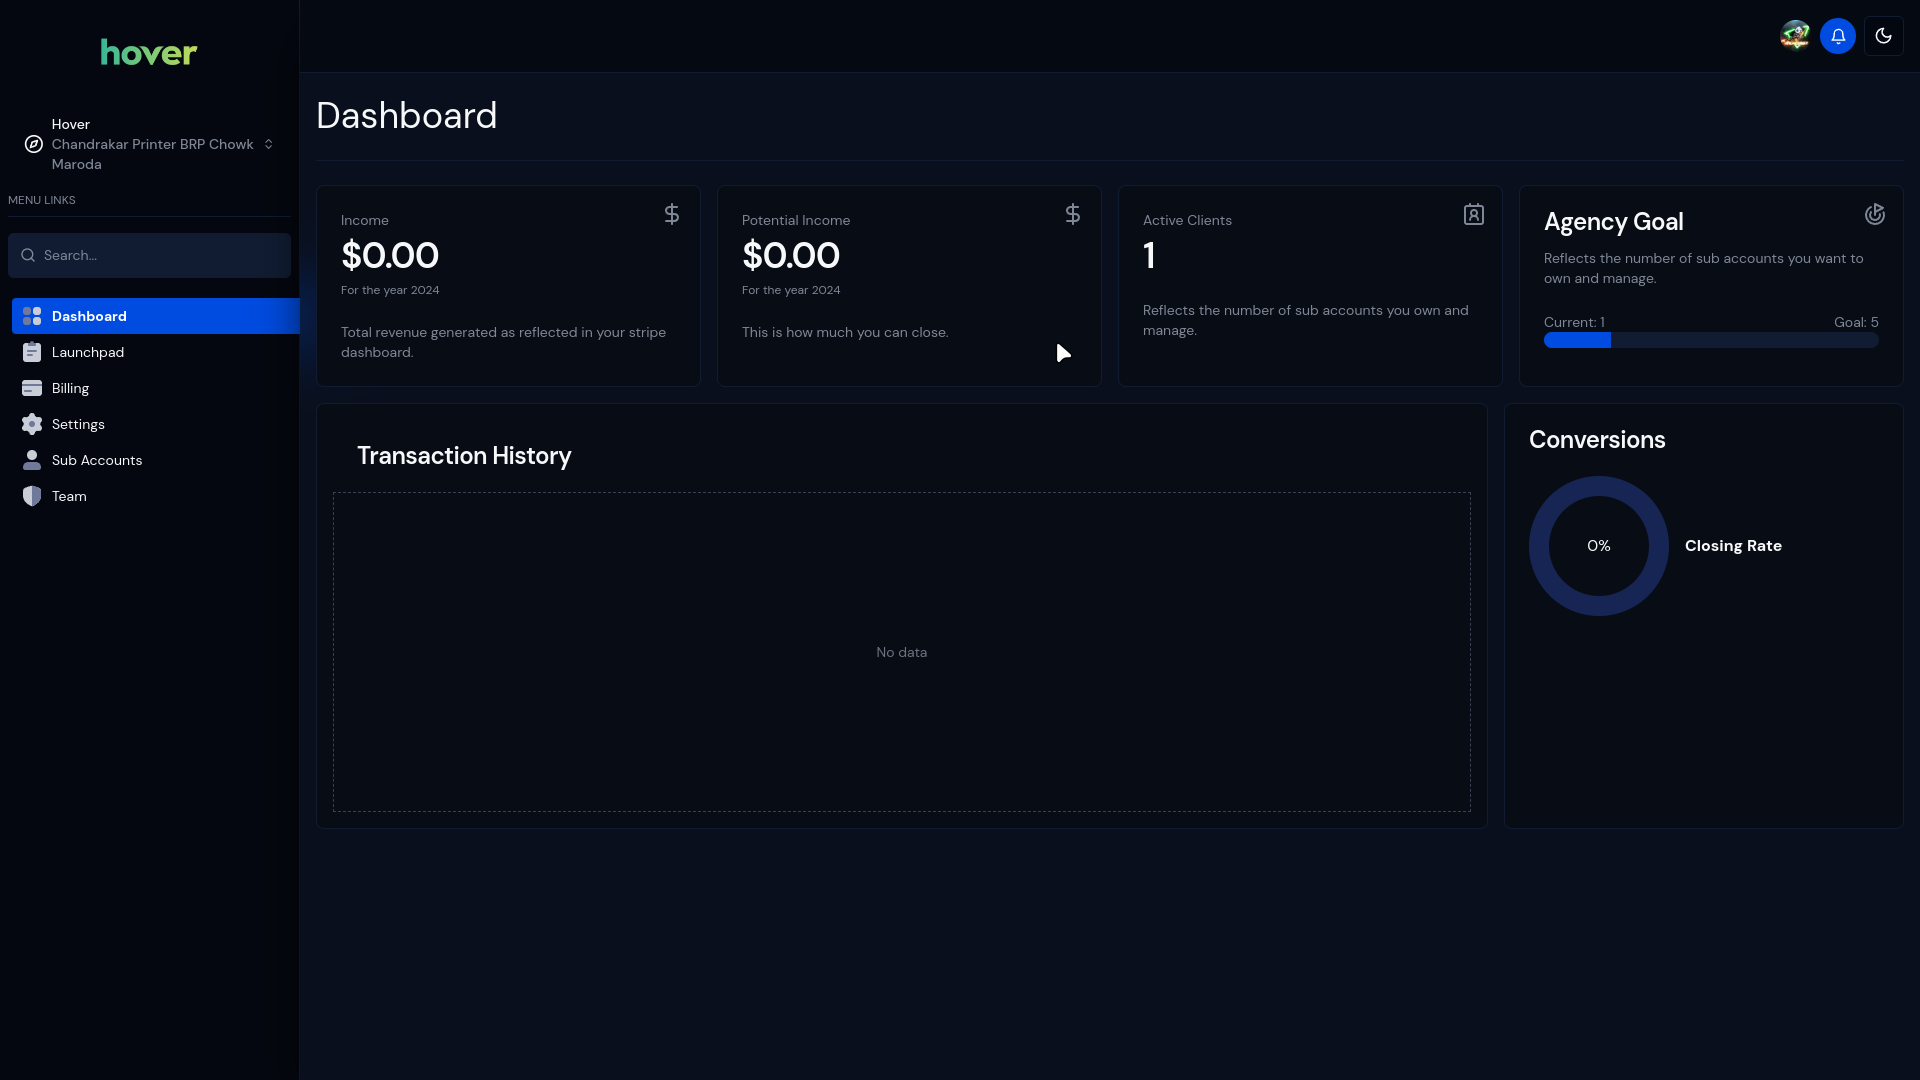 hover
Hover
Chandrakar Printer BRP Chowk
Maroda
MENU LINKS
Search...
Dashboard
Launchpad
Billing
Settings
Sub Accounts
Team
Dashboard
Income
$0.00
For the year 2024
Total revenue generated as reflected in your stripe
dashboard.
Potential Income
$0.00
For the year 2024
This is how much you can close.
Active Clients
1
Reflects the number of sub accounts you own and
manage.
Agency Goal
Reflects the number of sub accounts you want to
own and manage.
Current: 1
Goal: 5
Transaction History
No data
Conversions
0%
Closing Rate